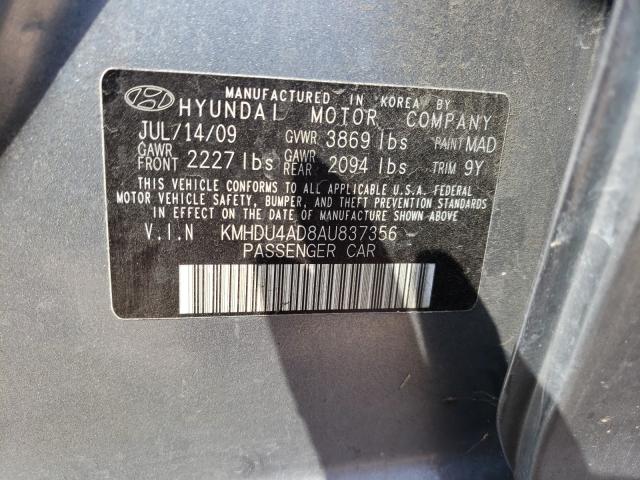 MANUFACTURED IN KOREA BY
HYUNDAI MOTOR COMPANY
JUL/14/09 GVWR 3869 lbs PAINT MAD
GAWR FRONT 2227 lbs GAWR REAR 2094 lbs TRIM 9Y
THIS VEHICLE CONFORMS TO ALL APPLICABLE U.S.A. FEDERAL
MOTOR VEHICLE SAFETY, BUMPER, AND THEFT PREVENTION STANDARDS
IN EFFECT ON THE DATE OF MANUFACTURE SHOWN ABOVE.
V.I.N KMHDU4AD8AU837356
PASSENGER CAR